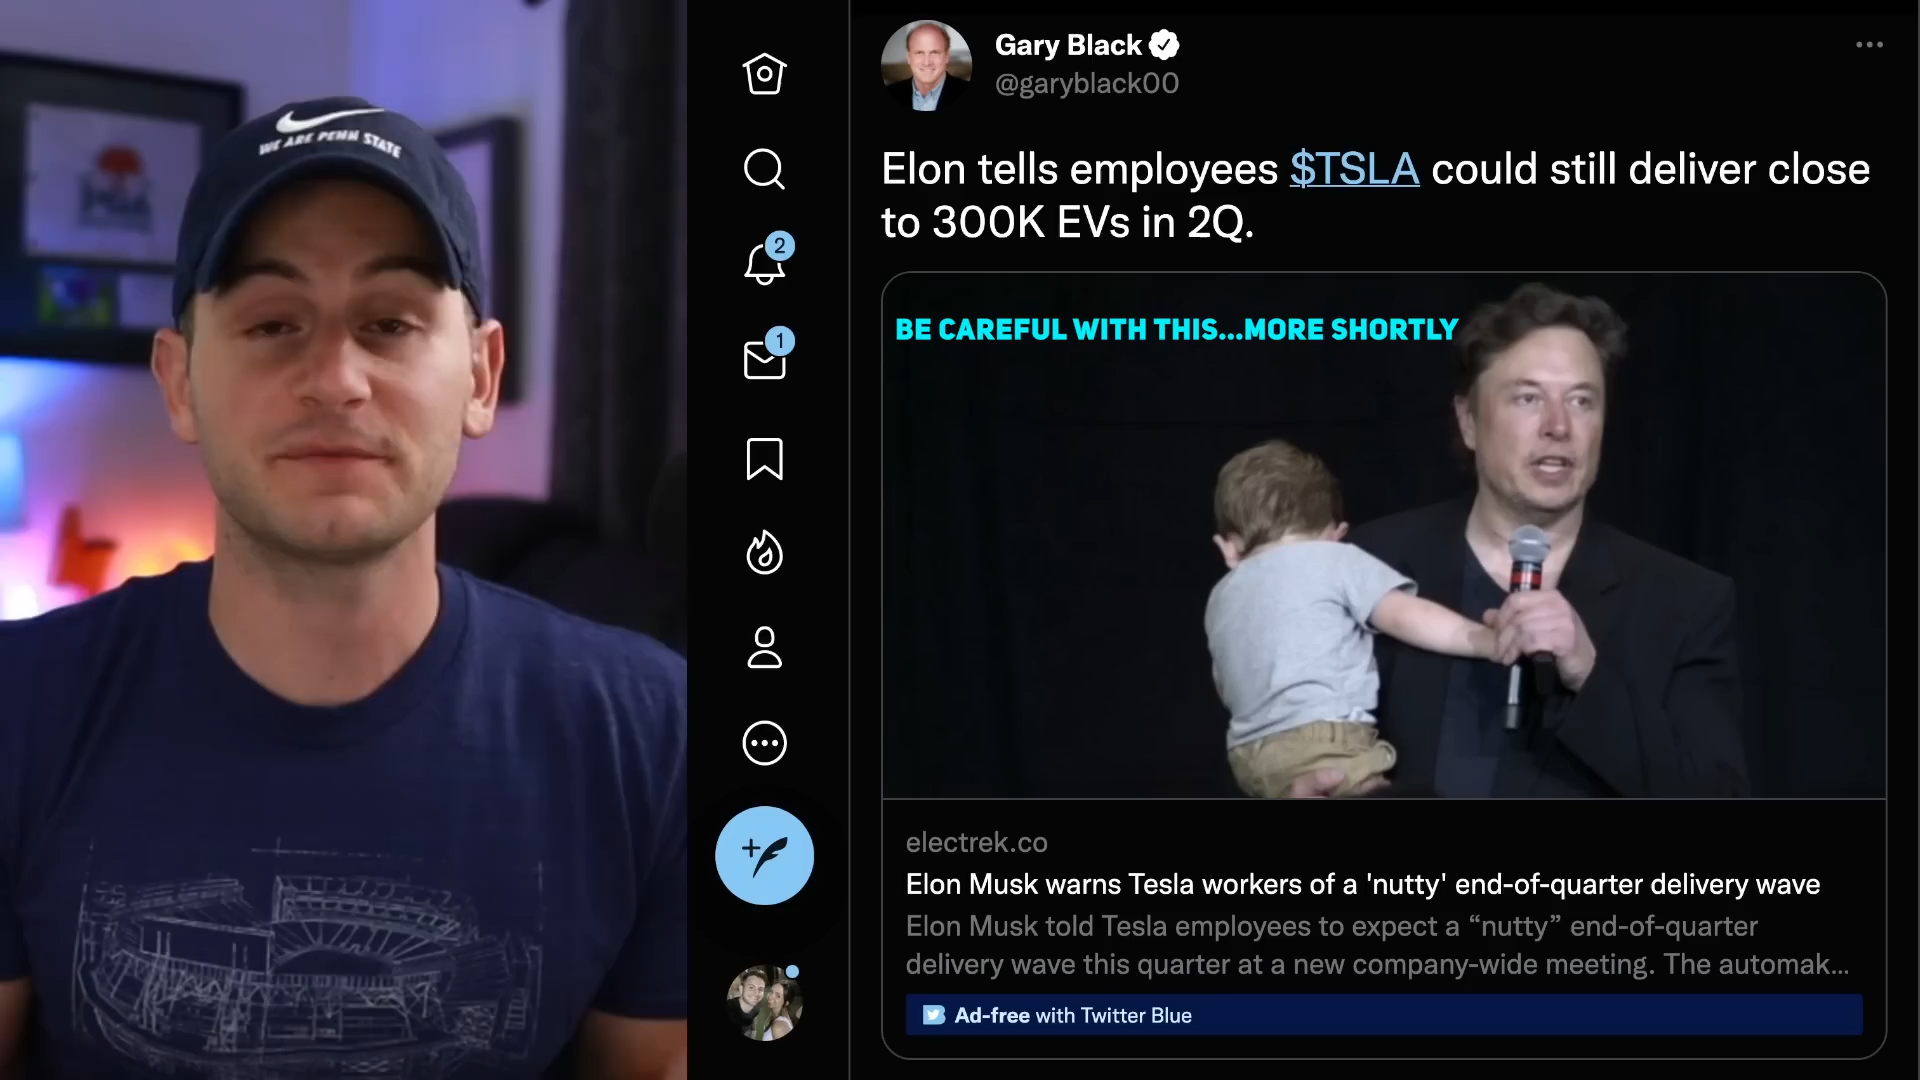 WE ARE PENN STATE
2
1
Gary Black
@garyblack00
Elon tells employees $TSLA could still deliver close
to 300K EVs in 2Q.
BE CAREFUL WITH THIS...MORE SHORTLY
electrek.co
Elon Musk warns Tesla workers of a 'nutty' end-of-quarter delivery wave
Elon Musk told Tesla employees to expect a “nutty” end-of-quarter
delivery wave this quarter at a new company-wide meeting. The automak...
Ad-free with Twitter Blue